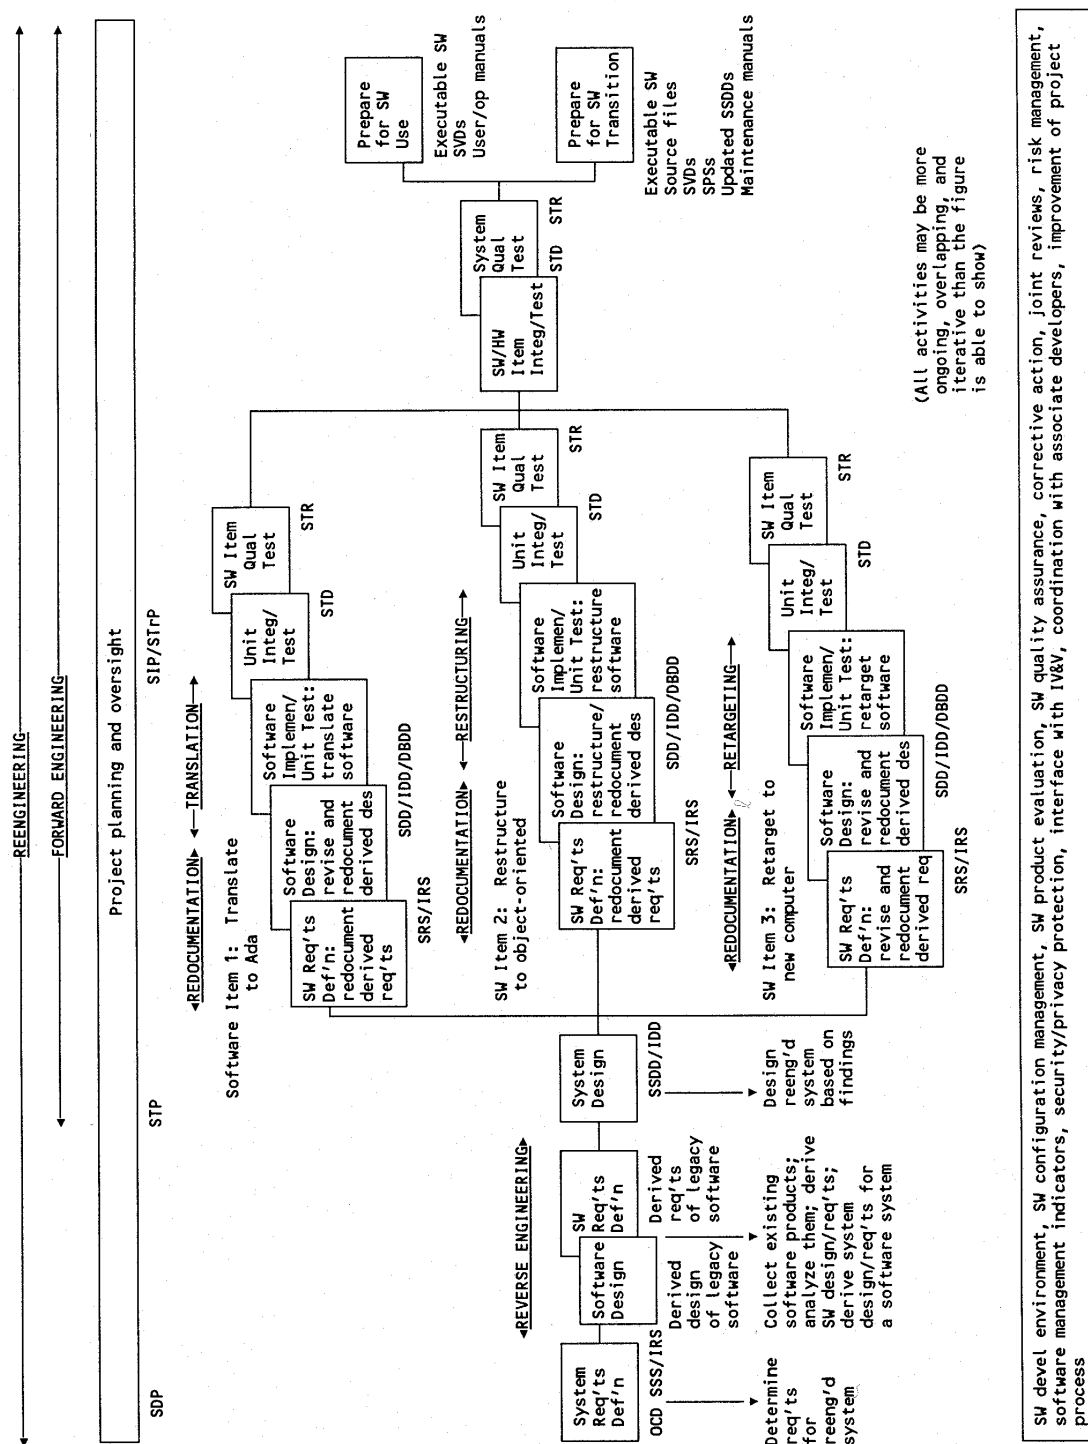 REENGINEERING
FORWARD ENGINEERING
Project planning and oversight
SDP
STP
SIP/STrP
REDOCUMENTATION
TRANSLATION
Software Item 1: Translate
to Ada
SW Req'ts
Def'n:
redocument
derived
req'ts
SRS/IRS
Software
Design:
revise and
redocument
derived des
SDD/IDD/DBDD
Software
Implemen/
Unit Test:
translate
software
Unit
Integ/
Test
STD
SW Item
Qual
Test
STR
REVERSE ENGINEERING
System
Req'ts
Def'n
OCD SSS/IRS
Determine
req'ts
for
reeng'd
system
Software
Design
Derived
design
of legacy
software
SW
Req'ts
Def'n
Derived
req'ts
of legacy
software
Collect existing
software products;
analyze them; derive
SW design/req'ts;
derive system
design/req'ts for
a software system
System
Design
SSDD/IDD
Design
reeng'd
system
based on
findings
REDOCUMENTATION
RESTRUCTURING
SW Item 2: Restructure
to object-oriented
SW Req'ts
Def'n:
redocument
derived
req'ts
SRS/IRS
Software
Design:
restructure/
redocument
derived des
SDD/IDD/DBDD
Software
Implemen/
Unit Test:
restructure
software
Unit
Integ/
Test
STD
SW Item
Qual
Test
STR
REDOCUMENTATION
RETARGETING
SW Item 3: Retarget to
new computer
SW Req'ts
Def'n:
revise and
redocument
derived req
SRS/IRS
Software
Design:
revise and
redocument
derived des
SDD/IDD/DBDD
Software
Implemen/
Unit Test:
retarget
software
Unit
Integ/
Test
STD
SW Item
Qual
Test
STR
SW/HW
Item
Integ/Test
STD
System
Qual
Test
STR
Prepare
for SW
Use
Executable SW
SVDs
User/op manuals
Prepare
for SW
Transition
Executable SW
Source files
SVDs
SPSs
Updated SSDDs
Maintenance manuals
(All activities may be more
ongoing, overlapping, and
iterative than the figure
is able to show)
SW devel environment, SW configuration management, SW product evaluation, SW quality assurance, corrective action, joint reviews, risk management,
software management indicators, security/privacy protection, interface with IV&V, coordination with associate developers, improvement of project
process